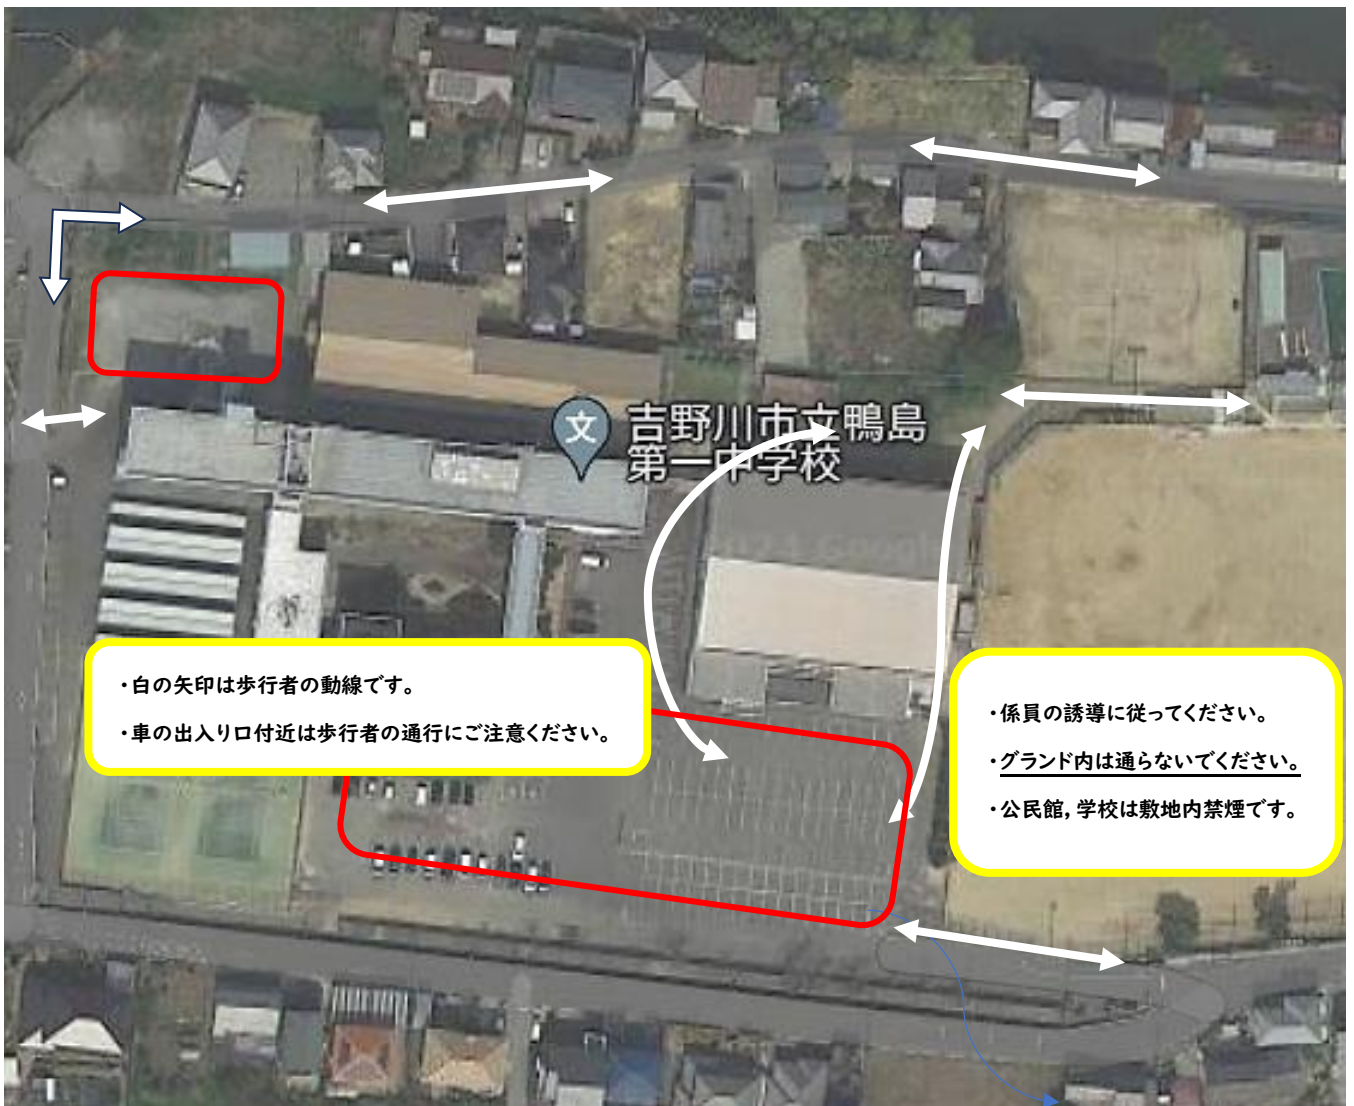 文
吉野川市立鴨島
第一中学校
・白の矢印は歩行者の動線です。
・車の出入り口付近は歩行者の通行にご注意ください。
・係員の誘導に従ってください。
・グランド内は通らないでください。
・公民館，学校は敷地内禁煙です。